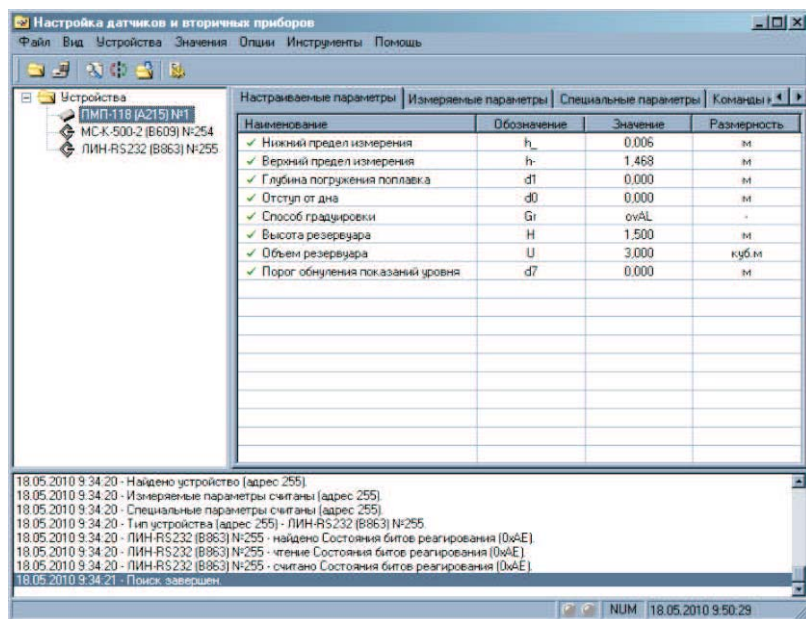 Настройка датчиков и вторичных приборов
Файл Вид Устройства Значения Опции Инструменты Помощь
Устройства
ПМП-118 (A215) №1
МС-К-500-2 (B609) №254
ЛИН-RS232 (B863) №255
Настраиваемые параметры Измеряемые параметры Специальные параметры Команды
Наименование Обозначение Значение Размерность
Нижний предел измерения h_ 0,006 м
Верхний предел измерения h- 1,468 м
Глубина погружения поплавка d1 0,000 м
Отступ от дна d0 0,000 м
Способ градуировки Gr ovAL -
Высота резервуара H 1,500 м
Объем резервуара U 3,000 куб.м
Порог обнуления показаний уровня d7 0,000 м
18.05.2010 9:34:20 - Найдено устройство (адрес 255).
18.05.2010 9:34:20 - Измеряемые параметры считаны (адрес 255).
18.05.2010 9:34:20 - Специальные параметры считаны (адрес 255).
18.05.2010 9:34:20 - Тип устройства (адрес 255) - ЛИН-RS232 (B863) №255.
18.05.2010 9:34:20 - ЛИН-RS232 (B863) №255 - найдено Состояния битов реагирования (0xAE).
18.05.2010 9:34:20 - ЛИН-RS232 (B863) №255 - чтение Состояния битов реагирования (0xAE).
18.05.2010 9:34:20 - ЛИН-RS232 (B863) №255 - считано Состояния битов реагирования (0xAE).
18.05.2010 9:34:21 - Поиск завершен.
NUM 18.05.2010 9:50:29